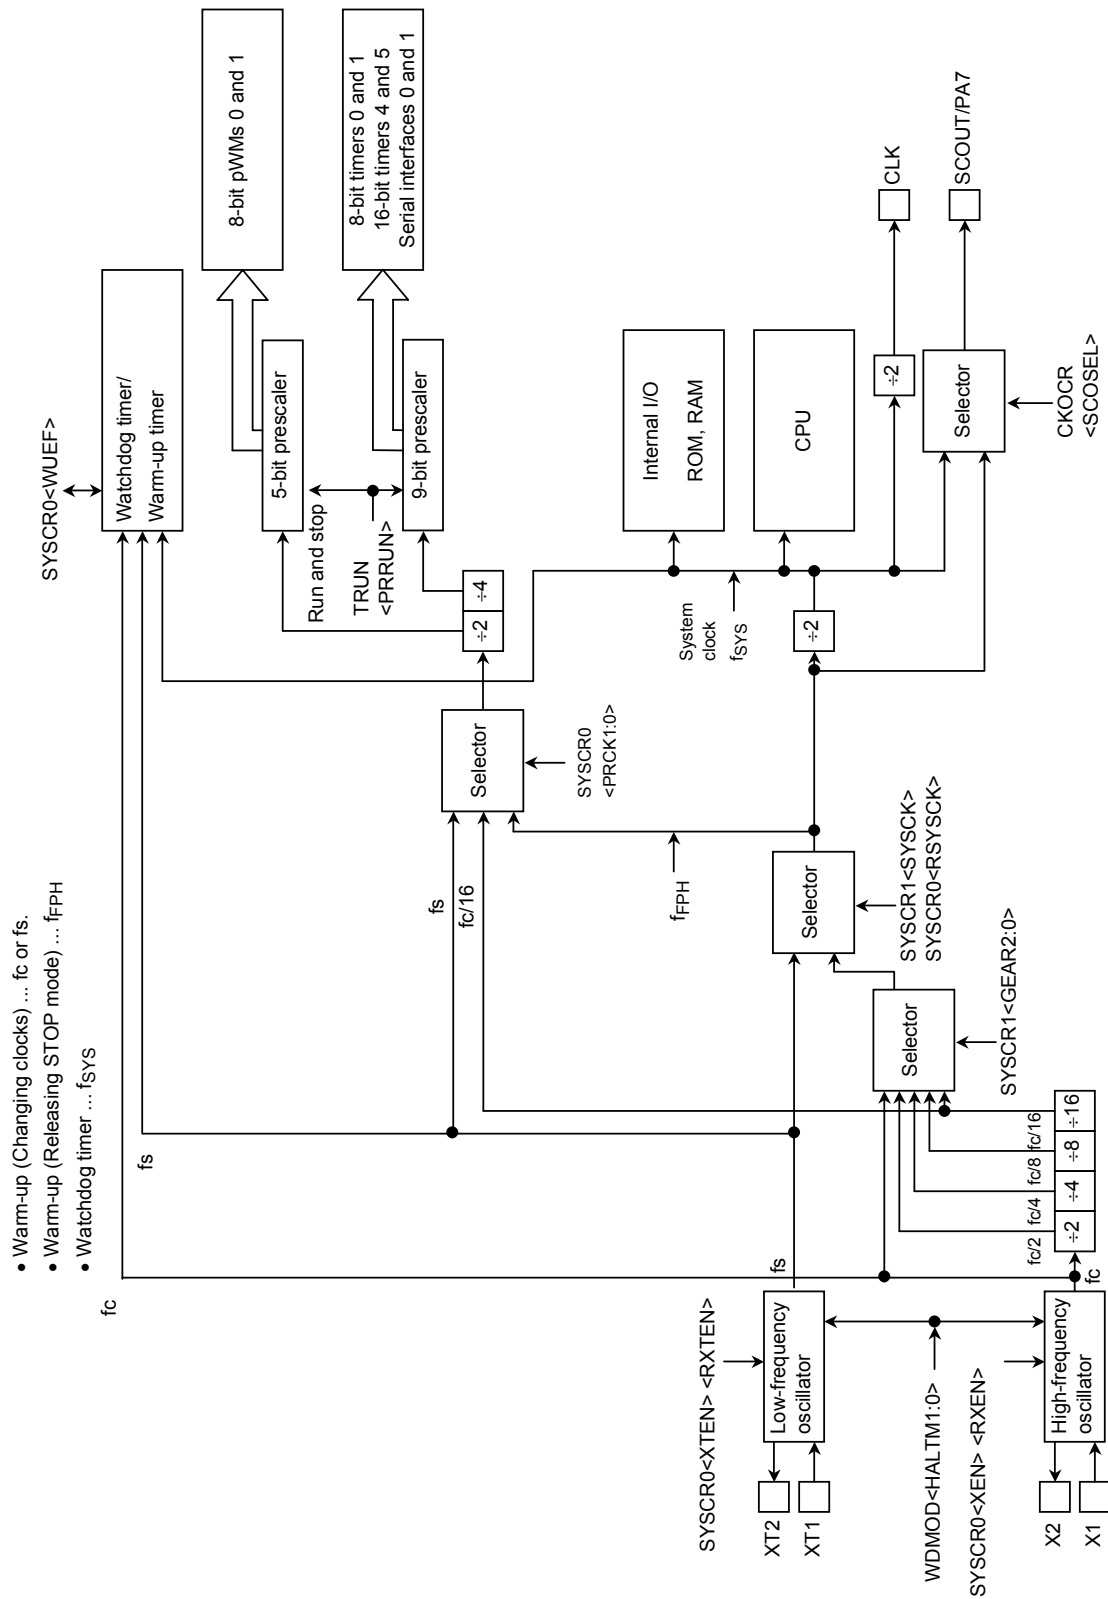 • Warm-up (Changing clocks) ... fc or fs.
• Warm-up (Releasing STOP mode) ... fFPH
• Watchdog timer ... fSYS
SYSCR0<WUEF>
Watchdog timer/
Warm-up timer
8-bit pWMs 0 and 1
8-bit timers 0 and 1
16-bit timers 4 and 5
Serial interfaces 0 and 1
5-bit prescaler
Run and stop
TRUN
<PRRUN>
9-bit prescaler
÷2
÷4
fc
fs
fs
fc/16
Selector
SYSCR0
<PRCK1:0>
fFPH
System
clock
fSYS
Internal I/O
ROM, RAM
CPU
÷2
÷2
CLK
Selector
SCOUT/PA7
CKOCR
<SCOSEL>
SYSCR0<XTEN> <RXTEN>
XT2
XT1
Low-frequency
oscillator
fs
Selector
SYSCR1<SYSCK>
SYSCR0<RSYSCK>
Selector
SYSCR1<GEAR2:0>
WDMOD<HALTM1:0>
SYSCR0<XEN> <RXEN>
X2
X1
High-frequency
oscillator
fc
fc/2
fc/4
fc/8
fc/16
÷2
÷4
÷8
÷16